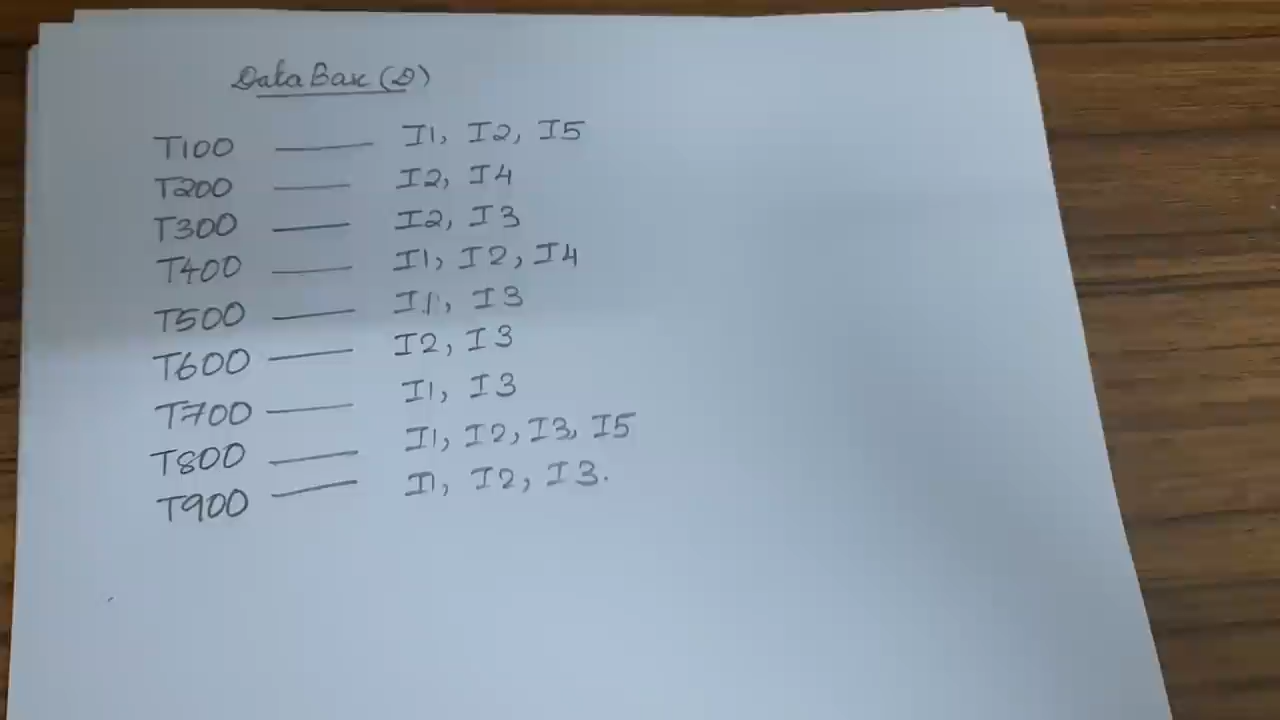 DataBase (D)
T100 —— I1, I2, I5
T200 —— I2, I4
T300 —— I2, I3
T400 —— I1, I2, I4
T500 —— I1, I3
T600 —— I2, I3
T700 —— I1, I3
T800 —— I1, I2, I3, I5
T900 —— I1, I2, I3.